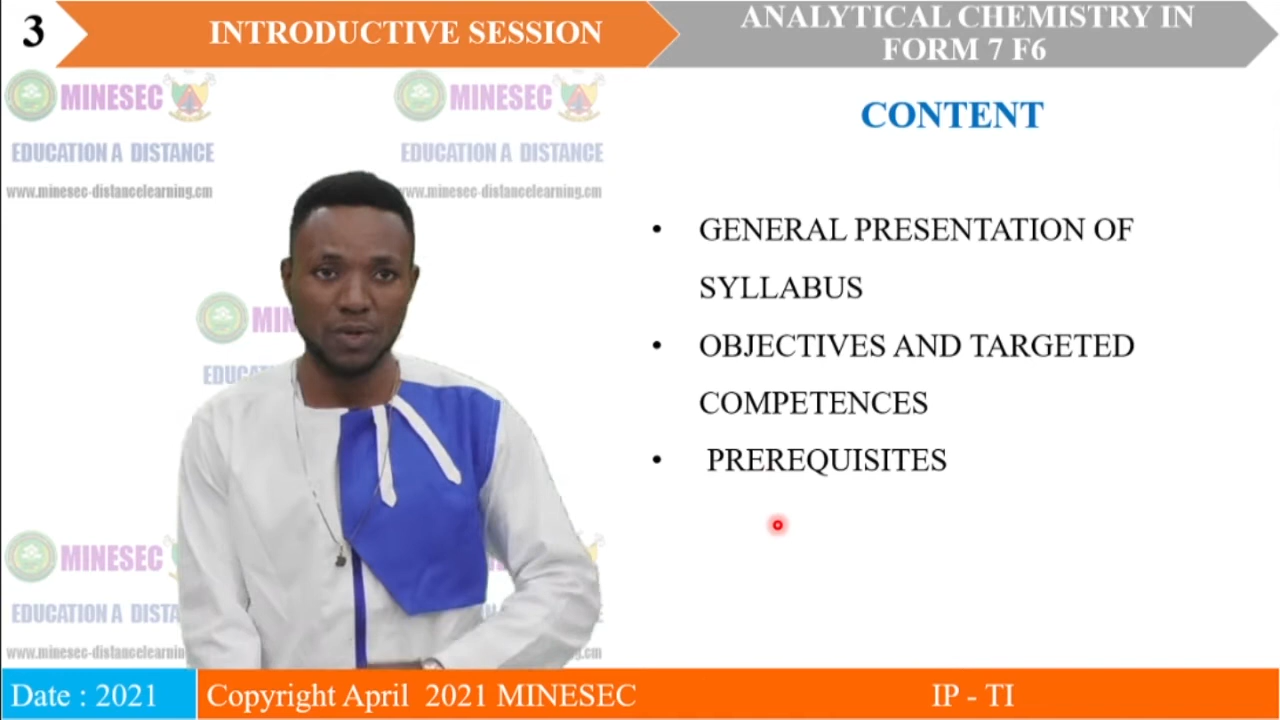 3
INTRODUCTIVE SESSION
ANALYTICAL CHEMISTRY IN
FORM 7 F6
MINESEC
EDUCATION A DISTANCE
www.minesec-distancelearning.cm
MINESEC
EDUCATION A DISTANCE
www.minesec-distancelearning.cm
CONTENT
• GENERAL PRESENTATION OF
SYLLABUS
• OBJECTIVES AND TARGETED
COMPETENCES
• PREREQUISITES
MINESEC
EDUCATION A
Date : 2021
Copyright April 2021 MINESEC
IP - TI